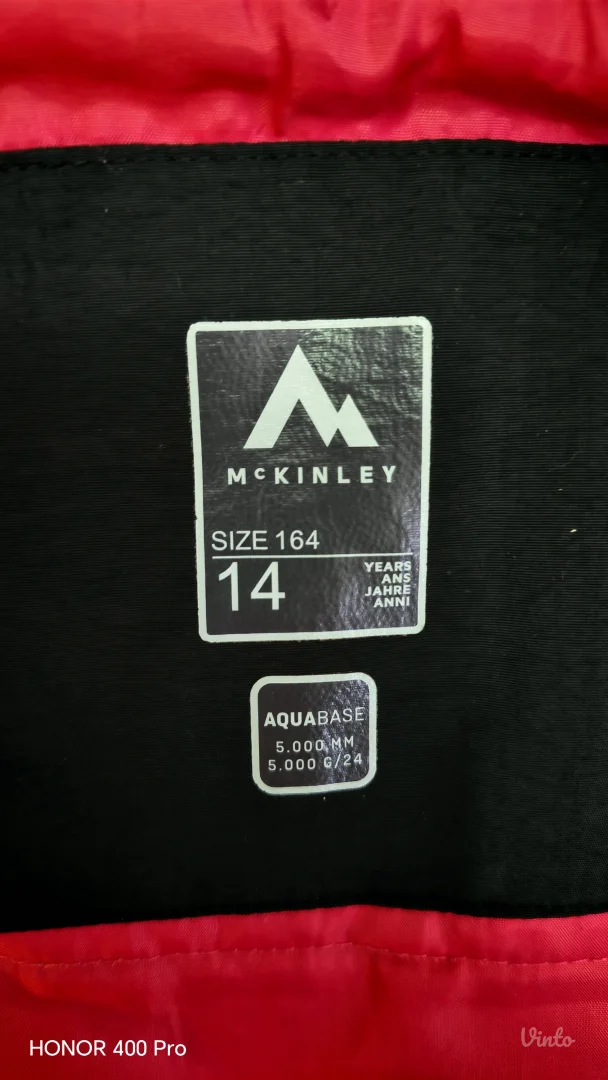 McKINLEY
SIZE 164
14
YEARS
ANS
JAHRE
ANNI
AQUABASE
5.000 MM
5.000 G/24
HONOR 400 Pro
Vinto